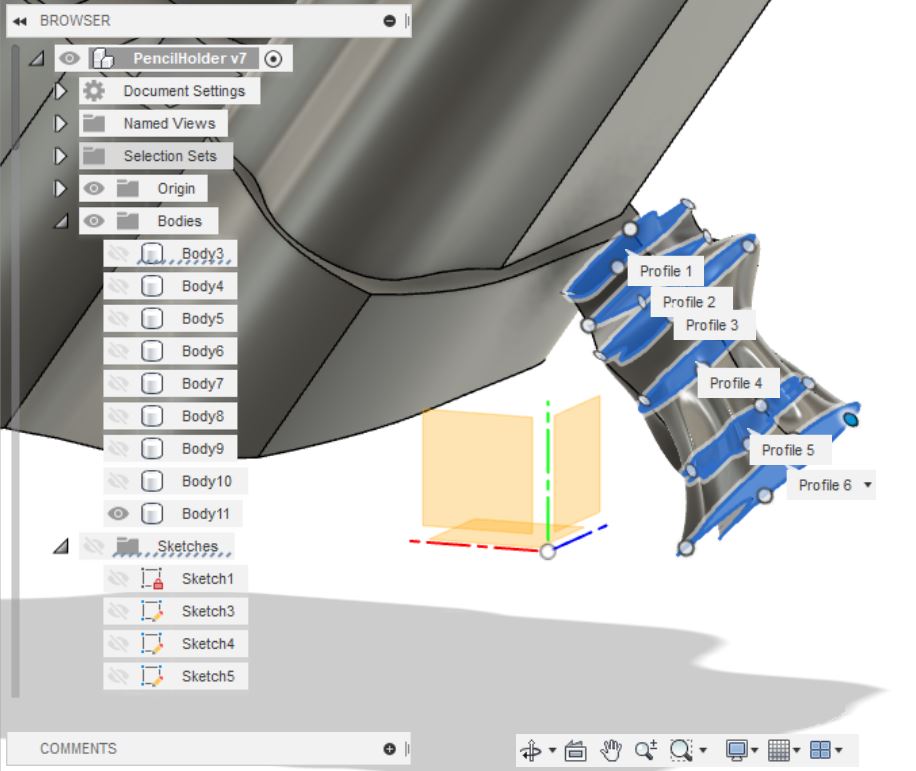 BROWSER
PencilHolder v7
Document Settings
Named Views
Selection Sets
Origin
Bodies
Body3
Body4
Body5
Body6
Body7
Body8
Body9
Body10
Body11
Sketches
Sketch1
Sketch3
Sketch4
Sketch5
COMMENTS
Profile 1
Profile 2
Profile 3
Profile 4
Profile 5
Profile 6